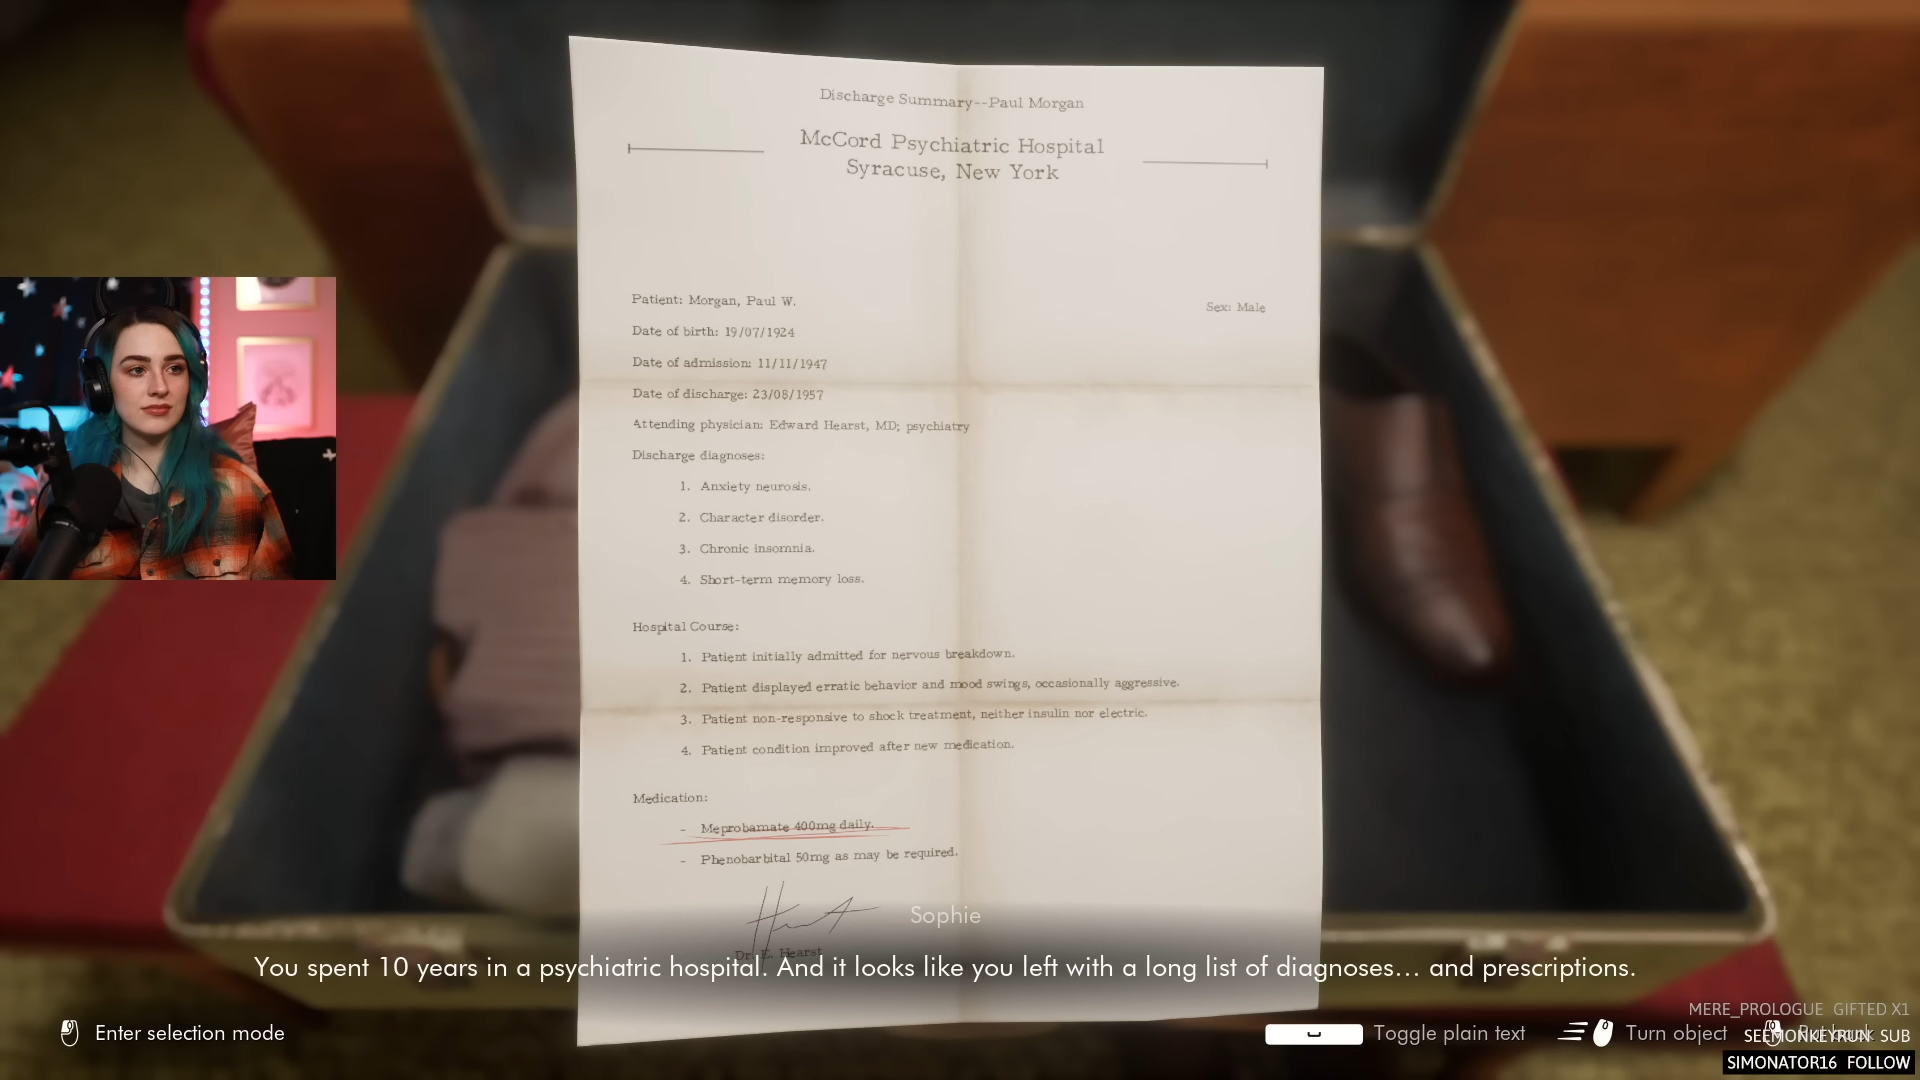 Discharge Summary--Paul Morgan
McCord Psychiatric Hospital
Syracuse, New York
Patient: Morgan, Paul W.
Sex: Male
Date of birth: 19/07/1924
Date of admission: 11/11/1947
Date of discharge: 23/08/1957
Attending physician: Edward Hearst, MD; psychiatry
Discharge diagnoses:
1. Anxiety neurosis.
2. Character disorder.
3. Chronic insomnia.
4. Short-term memory loss.
Hospital Course:
1. Patient initially admitted for nervous breakdown.
2. Patient displayed erratic behavior and mood swings, occasionally aggressive.
3. Patient non-responsive to shock treatment, neither insulin nor electric.
4. Patient condition improved after new medication.
Medication:
- Meprobamate 400mg daily.
- Phenobarbital 50mg as may be required.
Dr. E. Hearst
Sophie
You spent 10 years in a psychiatric hospital. And it looks like you left with a long list of diagnoses... and prescriptions.
Enter selection mode
Toggle plain text
Turn object
MERE_PROLOGUE GIFTED X1
SEEMONKEYRUN SUB
SIMONATOR16 FOLLOW